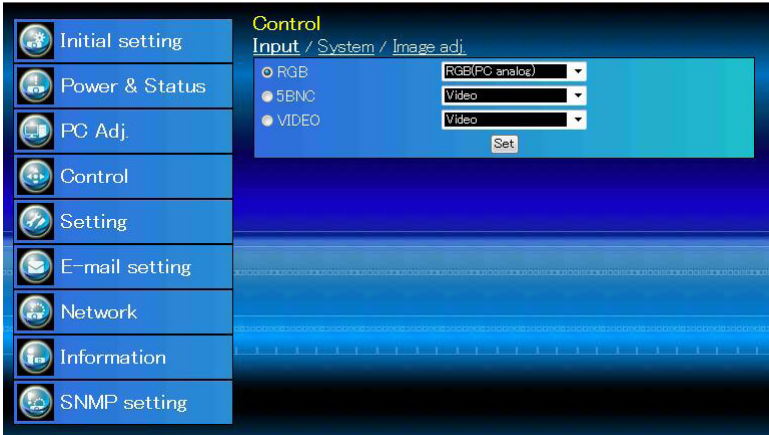 Initial setting
Power & Status
PC Adj.
Control
Setting
E-mail setting
Network
Information
SNMP setting
Control
Input / System / Image adj.
RGB RGB(PC analog)
5BNC Video
VIDEO Video
Set